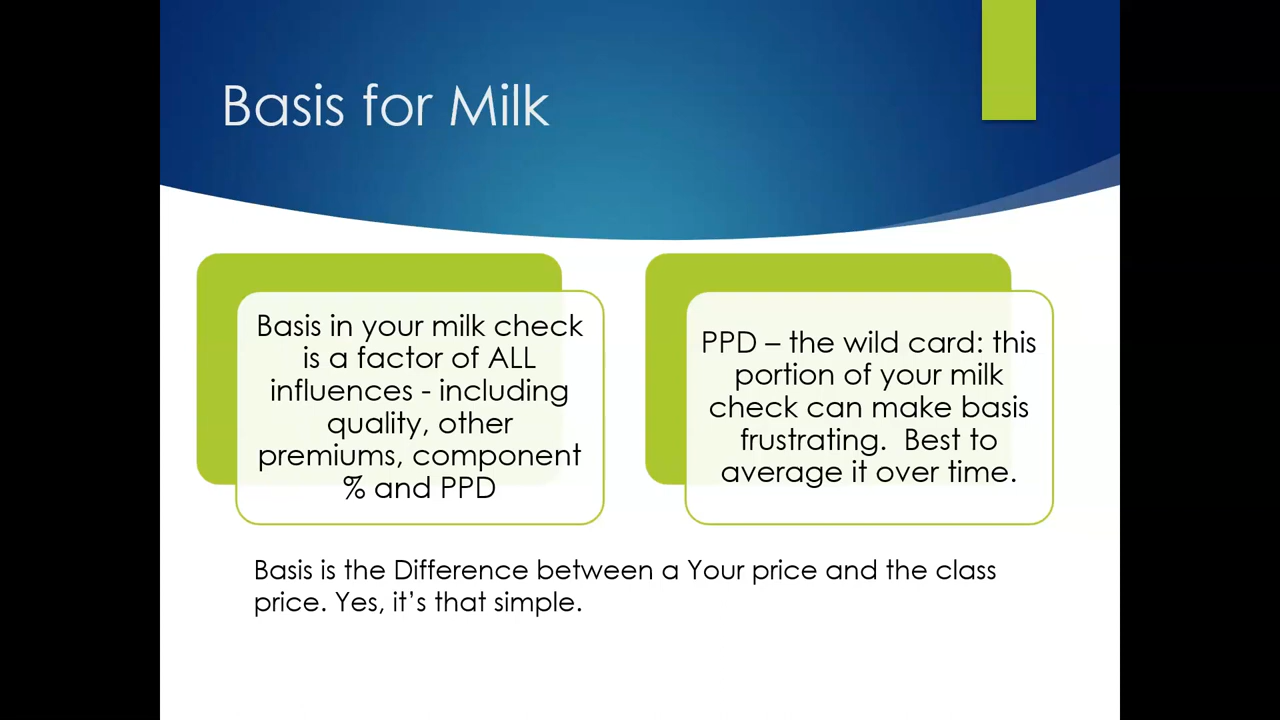 Basis for Milk
Basis in your milk check
is a factor of ALL
influences - including
quality, other
premiums, component
% and PPD
PPD – the wild card: this
portion of your milk
check can make basis
frustrating.  Best to
average it over time.
Basis is the Difference between a Your price and the class
price. Yes, it’s that simple.